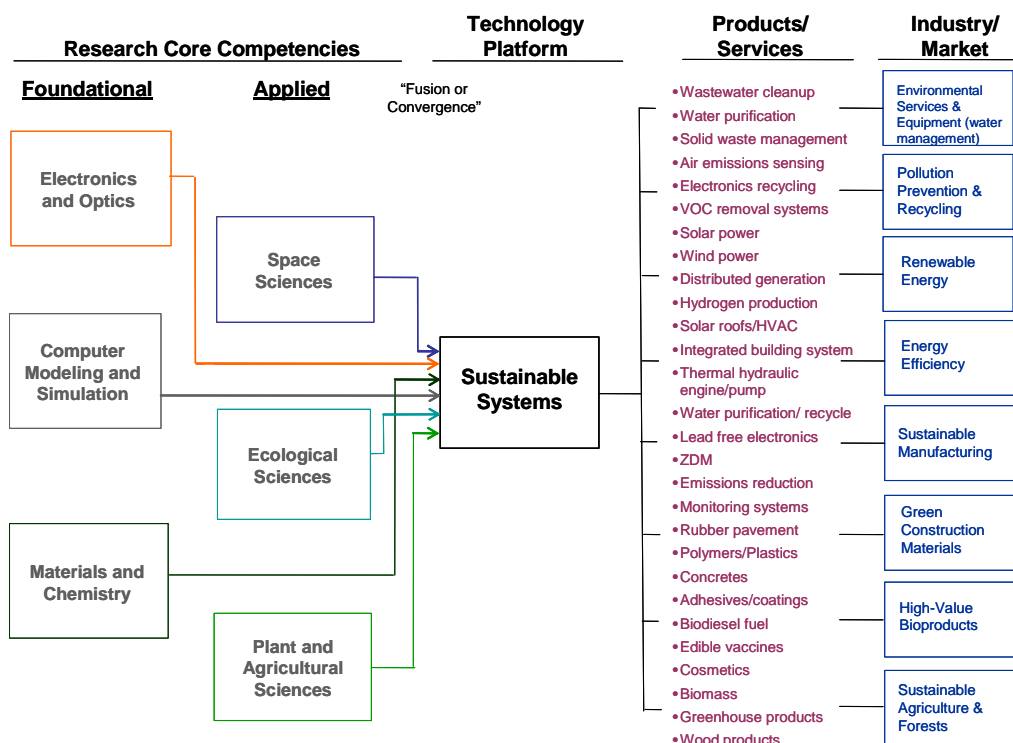 Research Core Competencies
Technology
Platform
Products/
Services
Industry/
Market
Foundational
Applied
“Fusion or
Convergence”
Electronics
and Optics
Computer
Modeling and
Simulation
Materials and
Chemistry
Space
Sciences
Ecological
Sciences
Plant and
Agricultural
Sciences
Sustainable
Systems
•Wastewater cleanup
•Water purification
•Solid waste management
•Air emissions sensing
•Electronics recycling
•VOC removal systems
•Solar power
•Wind power
•Distributed generation
•Hydrogen production
•Solar roofs/HVAC
•Integrated building system
•Thermal hydraulic
engine/pump
•Water purification/ recycle
•Lead free electronics
•ZDM
•Emissions reduction
•Monitoring systems
•Rubber pavement
•Polymers/Plastics
•Concretes
•Adhesives/coatings
•Biodiesel fuel
•Edible vaccines
•Cosmetics
•Biomass
•Greenhouse products
•Wood products
Environmental
Services &
Equipment (water
management)
Pollution
Prevention &
Recycling
Renewable
Energy
Energy
Efficiency
Sustainable
Manufacturing
Green
Construction
Materials
High-Value
Bioproducts
Sustainable
Agriculture &
Forests